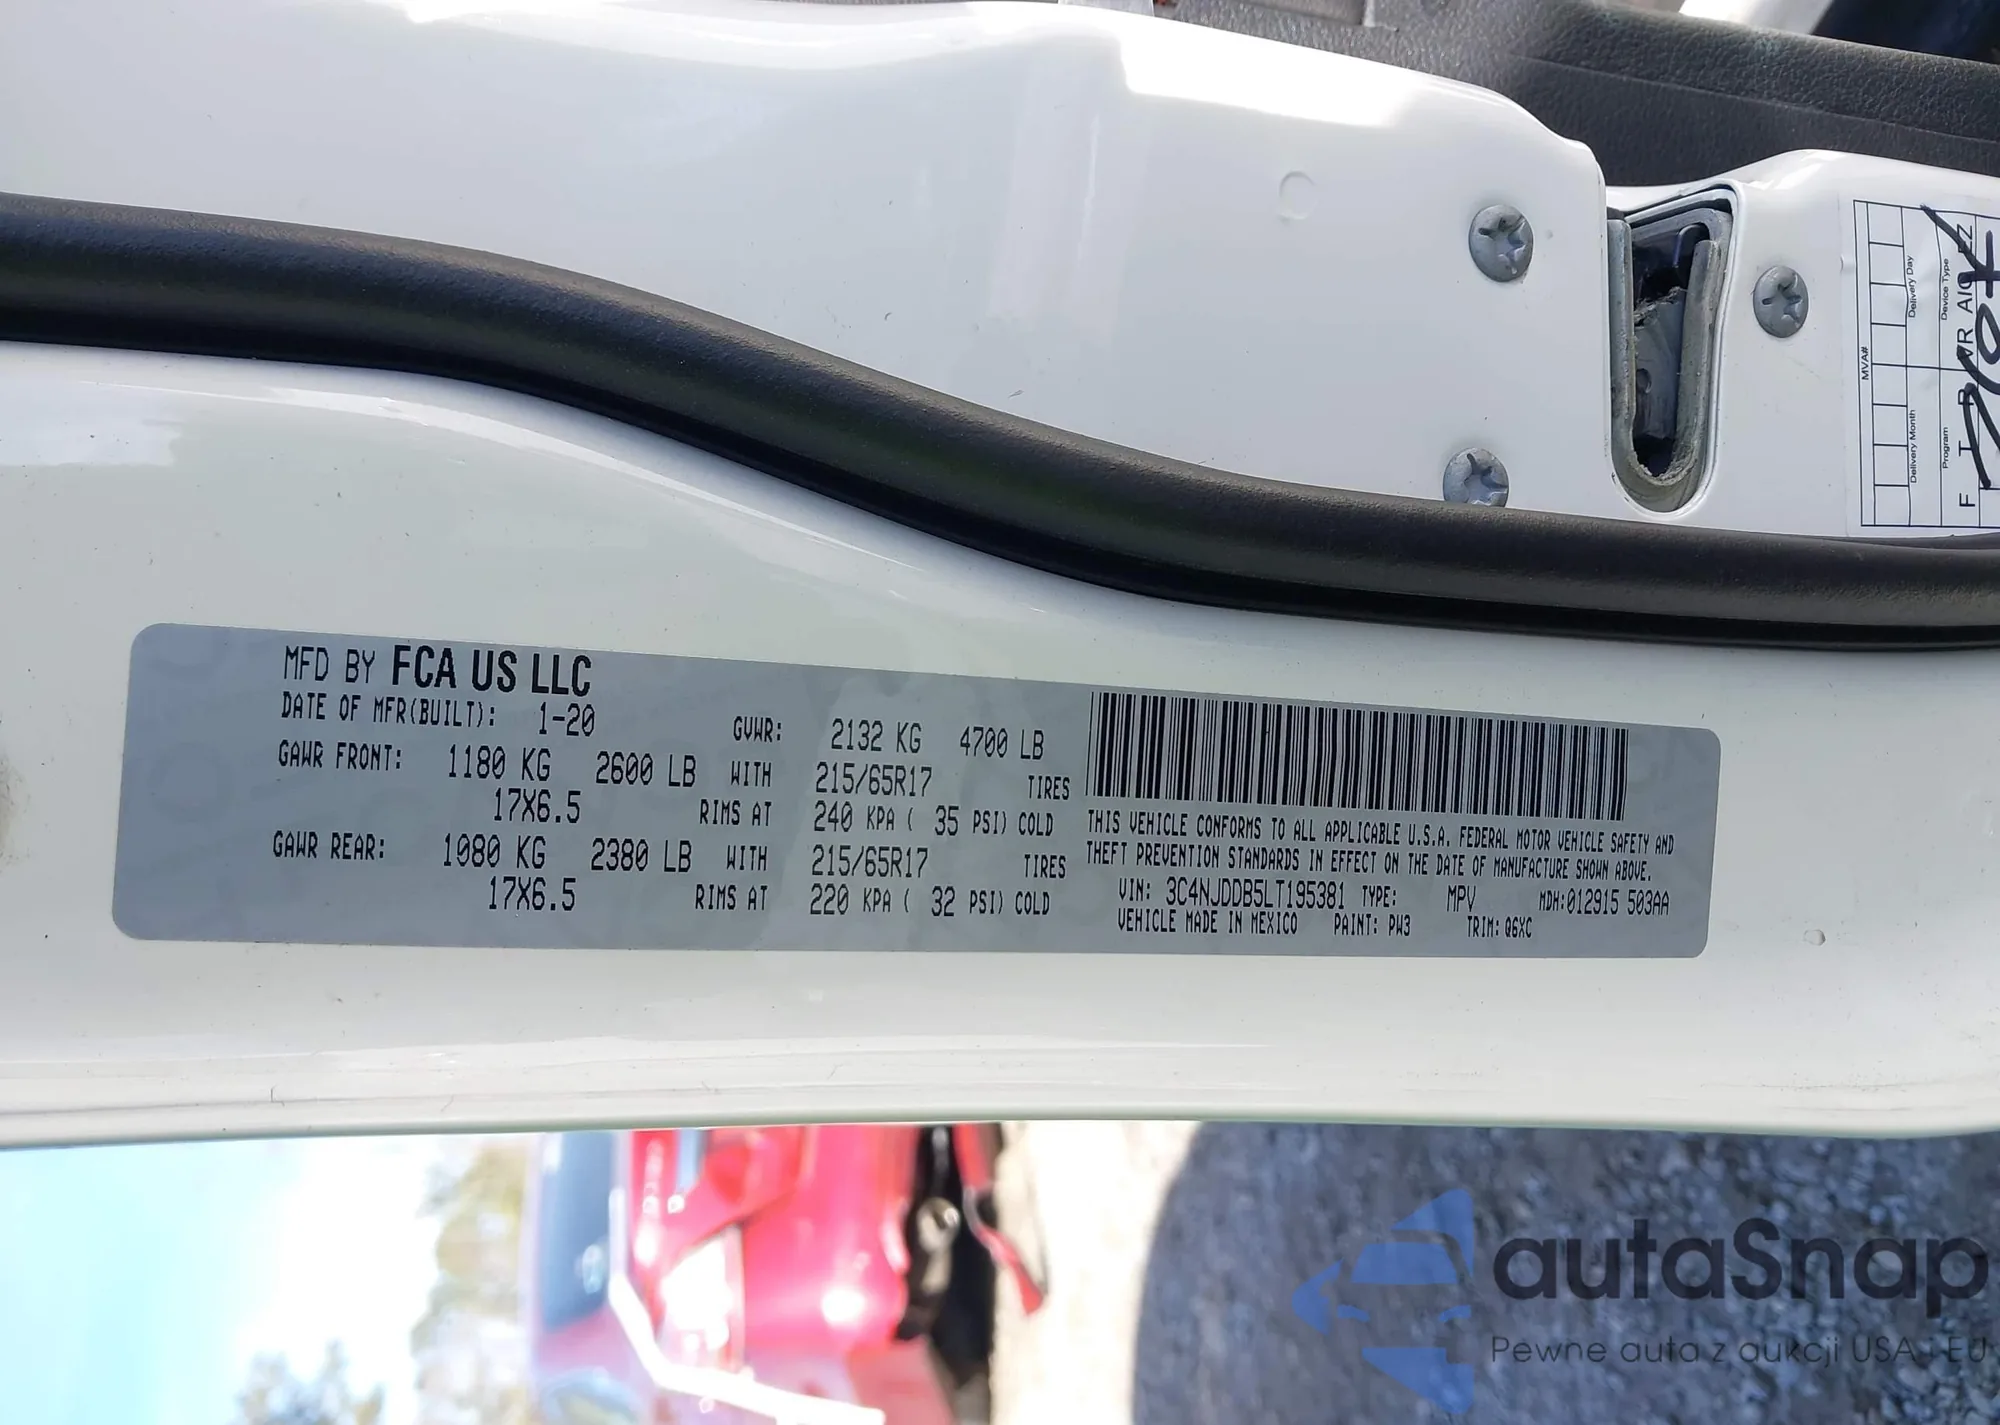 MFD BY FCA US LLC
DATE OF MFR(BUILT): 1-20 GVWR: 2132 KG 4700 LB
GAWR FRONT: 1180 KG 2600 LB WITH 215/65R17 TIRES
17X6.5 RIMS AT 240 KPA ( 35 PSI) COLD
GAWR REAR: 1080 KG 2380 LB WITH 215/65R17 TIRES
17X6.5 RIMS AT 220 KPA ( 32 PSI) COLD
THIS VEHICLE CONFORMS TO ALL APPLICABLE U.S.A. FEDERAL MOTOR VEHICLE SAFETY AND
THEFT PREVENTION STANDARDS IN EFFECT ON THE DATE OF MANUFACTURE SHOWN ABOVE.
VIN: 3C4NJDDB5LT195381 TYPE: MPV MDH:012915 503AA
VEHICLE MADE IN MEXICO PAINT: PW3 TRIM: Q6XC
MVA#
Delivery Month Delivery Day
Program Device Type
autaSnap
Pewne auta z aukcji USA i EU